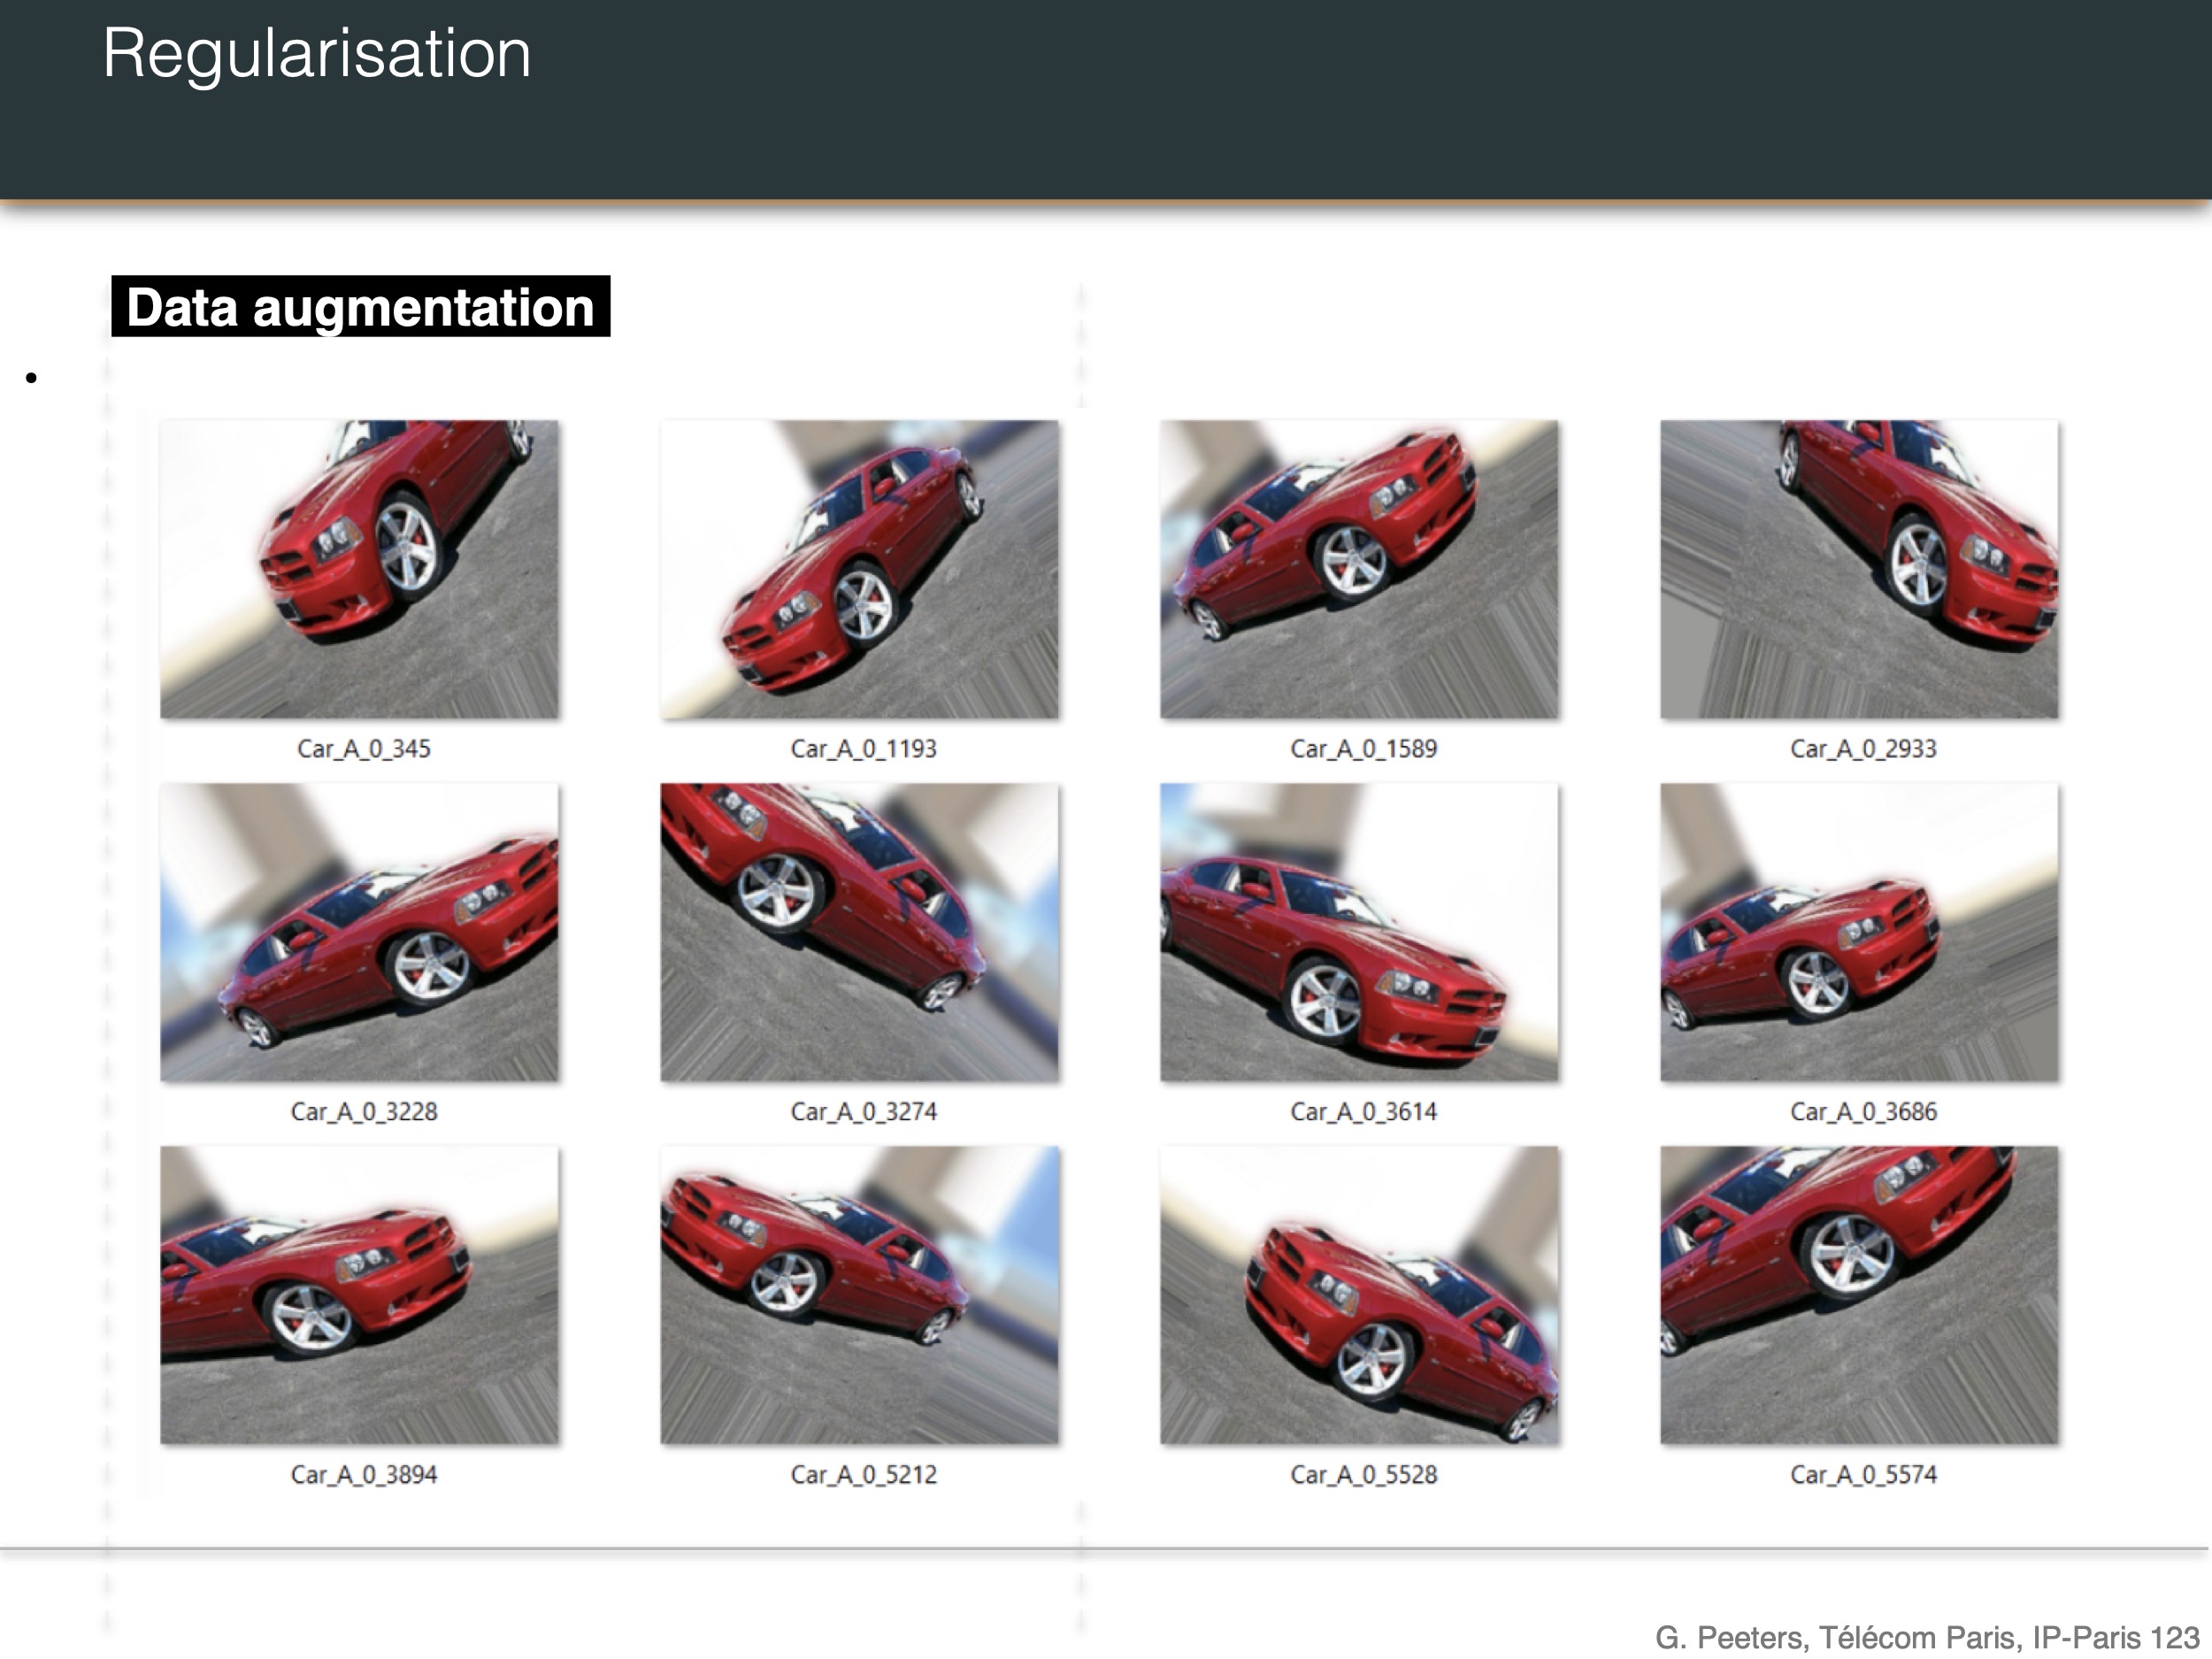 Regularisation
Data augmentation
•
Car_A_0_345
Car_A_0_1193
Car_A_0_1589
Car_A_0_2933
Car_A_0_3228
Car_A_0_3274
Car_A_0_3614
Car_A_0_3686
Car_A_0_3894
Car_A_0_5212
Car_A_0_5528
Car_A_0_5574
G. Peeters, Télécom Paris, IP-Paris 123